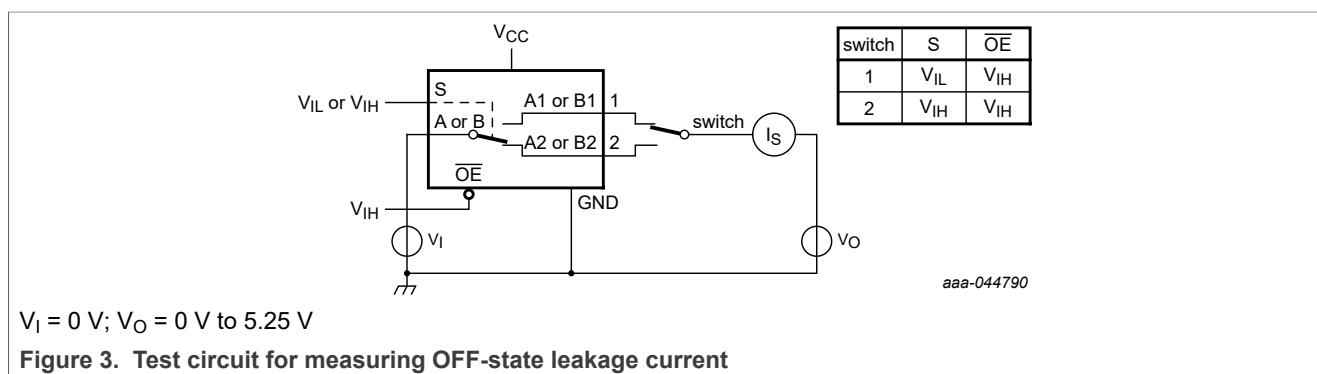 VCC
switch S OE
1 VIL VIH
2 VIH VIH
S
VIL or VIH
A1 or B1 1
A or B
switch
IS
A2 or B2 2
OE
VIH
GND
VI
VO
aaa-044790
VI = 0 V; VO = 0 V to 5.25 V
Figure 3. Test circuit for measuring OFF-state leakage current